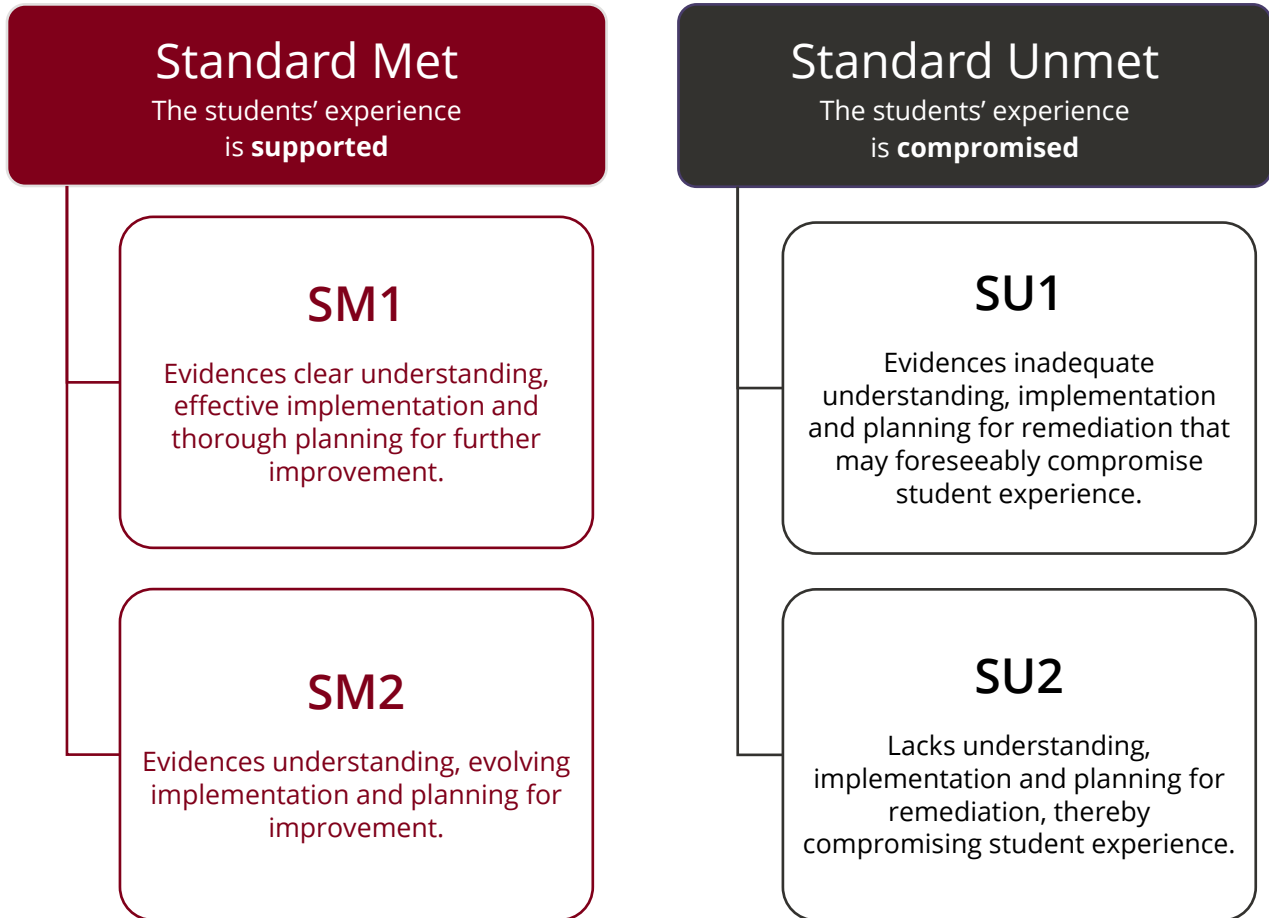 Standard Met
The students’ experience
is supported
SM1
Evidences clear understanding,
effective implementation and
thorough planning for further
improvement.
SM2
Evidences understanding, evolving
implementation and planning for
improvement.
Standard Unmet
The students’ experience
is compromised
SU1
Evidences inadequate
understanding, implementation
and planning for remediation that
may foreseeably compromise
student experience.
SU2
Lacks understanding,
implementation and planning for
remediation, thereby
compromising student experience.